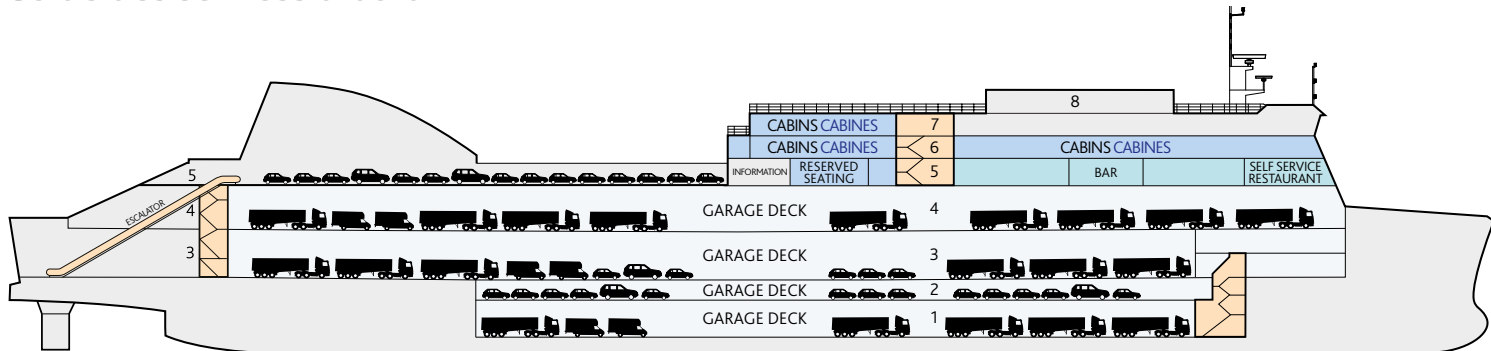 8
CABINS CABINES
7
CABINS CABINES
6
CABINS CABINES
5
INFORMATION
RESERVED
SEATING
5
BAR
SELF SERVICE
RESTAURANT
ESCALATOR
4
GARAGE DECK
4
3
GARAGE DECK
3
GARAGE DECK
2
GARAGE DECK
1